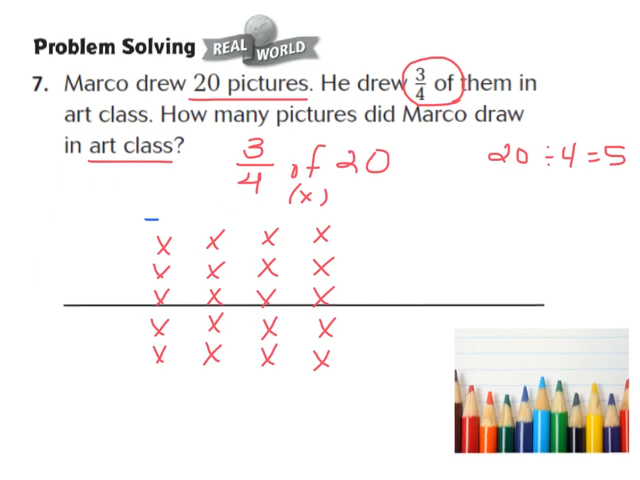 Problem Solving REAL WORLD
7. Marco drew 20 pictures. He drew 3/4 of them in
art class. How many pictures did Marco draw
in art class?
3/4 of 20
(x)
20 ÷ 4 = 5
x x x x
x x x x
x x x x
x x x x
x x x x